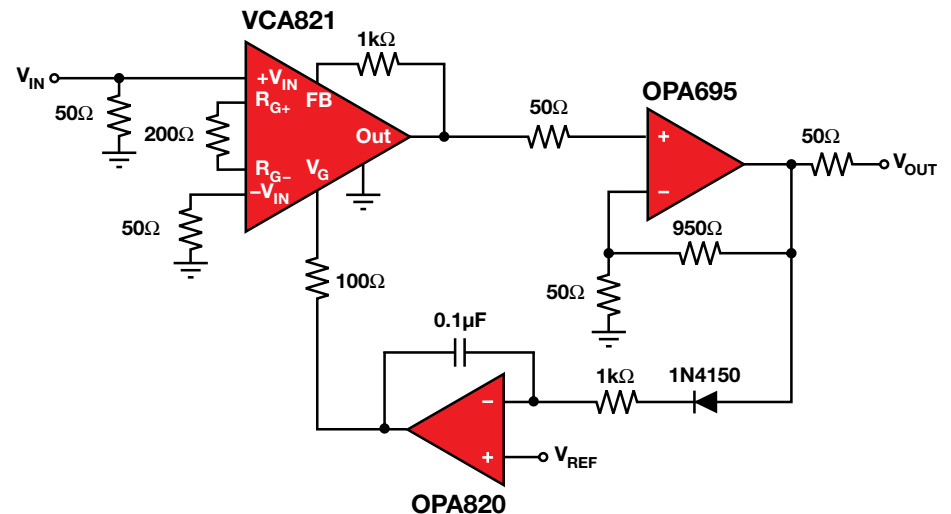 VCA821
1kΩ
V_IN
+V_IN
R_G+
FB
50Ω
200Ω
Out
R_G−
V_G
−V_IN
50Ω
OPA695
50Ω
+
−
50Ω
V_OUT
950Ω
50Ω
100Ω
0.1µF
1kΩ
1N4150
−
+
V_REF
OPA820